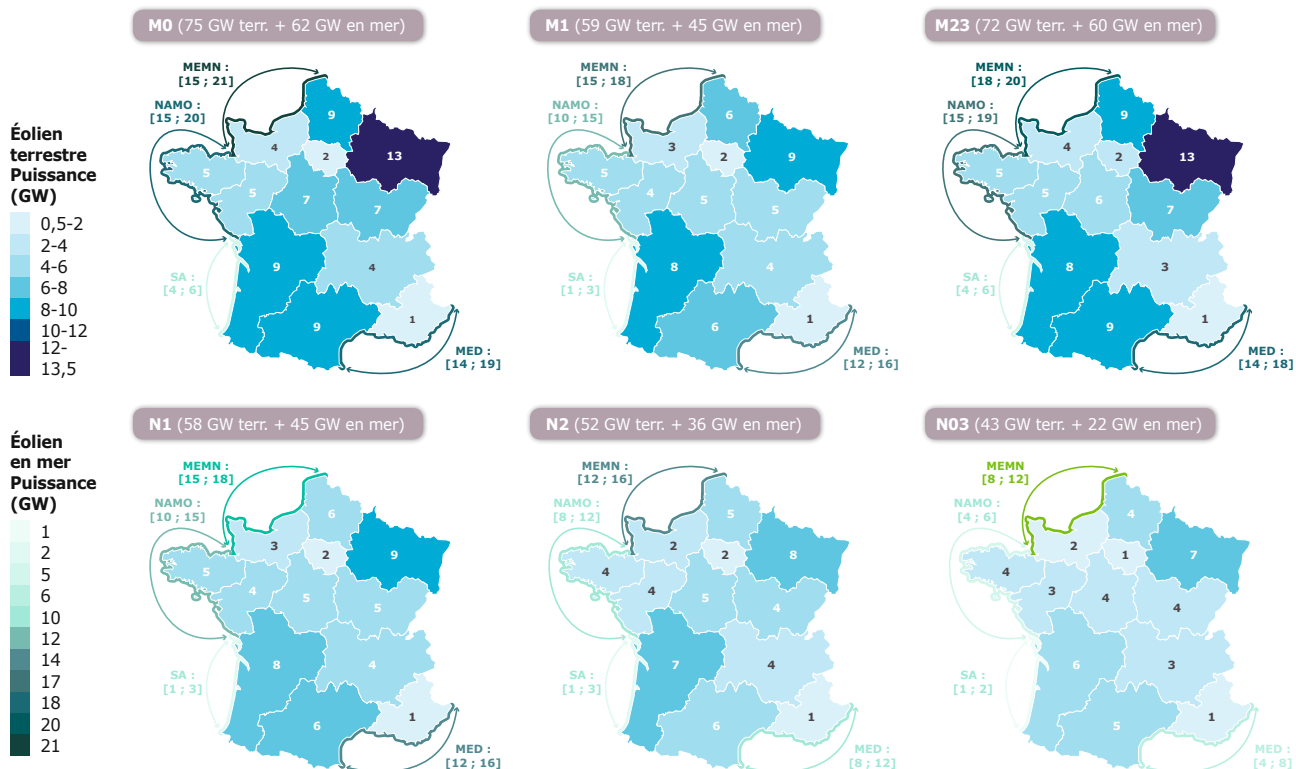 M0 (75 GW terr. + 62 GW en mer)
M1 (59 GW terr. + 45 GW en mer)
M23 (72 GW terr. + 60 GW en mer)
Éolien
terrestre
Puissance
(GW)
0,5-2
2-4
4-6
6-8
8-10
10-12
12-
13,5
MEMN :
[15 ; 21]
NAMO :
[15 ; 20]
9
4
2
13
5
5
7
7
9
4
SA :
[4 ; 6]
9
1
MED :
[14 ; 19]
MEMN :
[15 ; 18]
NAMO :
[10 ; 15]
6
3
2
9
5
4
5
5
8
4
SA :
[1 ; 3]
6
1
MED :
[12 ; 16]
MEMN :
[18 ; 20]
NAMO :
[15 ; 19]
9
4
2
13
5
5
6
7
8
3
SA :
[4 ; 6]
9
1
MED :
[14 ; 18]
N1 (58 GW terr. + 45 GW en mer)
N2 (52 GW terr. + 36 GW en mer)
N03 (43 GW terr. + 22 GW en mer)
Éolien
en mer
Puissance
(GW)
1
2
5
6
10
12
14
17
18
20
21
MEMN :
[15 ; 18]
NAMO :
[10 ; 15]
6
3
2
9
5
4
5
5
8
4
SA :
[1 ; 3]
6
1
MED :
[12 ; 16]
MEMN :
[12 ; 16]
NAMO :
[8 ; 12]
5
2
2
8
4
4
5
4
7
4
SA :
[1 ; 3]
6
1
MED :
[8 ; 12]
MEMN
[8 ; 12]
NAMO :
[4 ; 6]
4
2
1
7
4
3
4
4
6
3
SA :
[1 ; 2]
5
1
MED :
[4 ; 8]